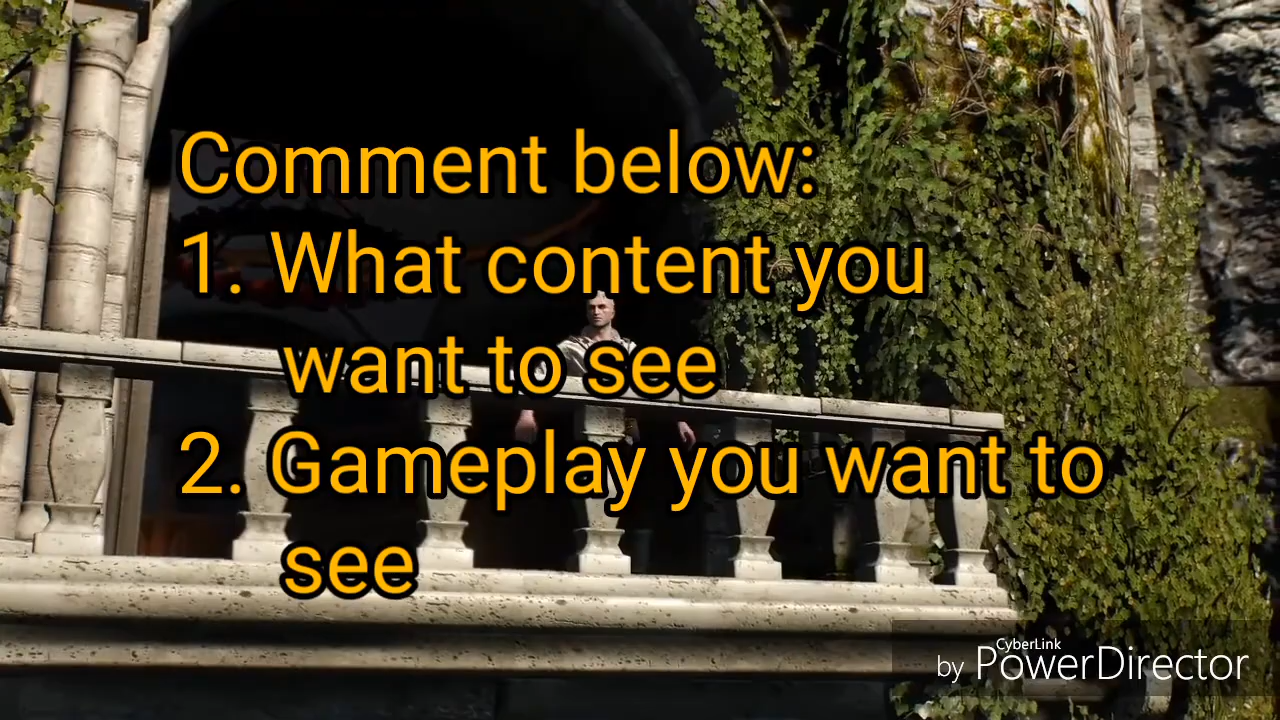 Comment below:
1. What content you
want to see
2. Gameplay you want to
see
CyberLink
by PowerDirector